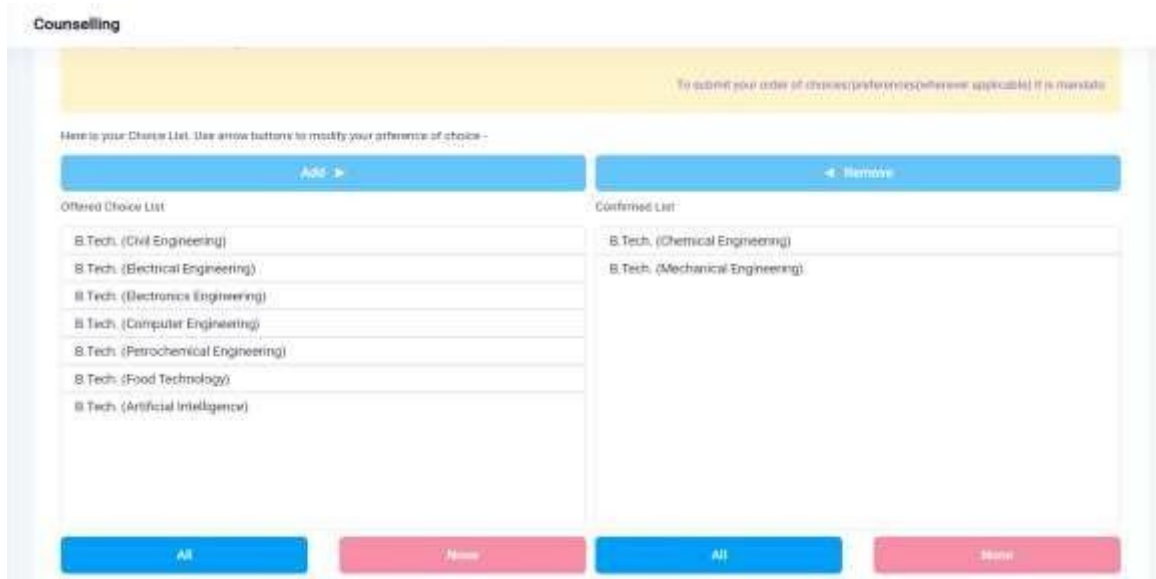 Counselling
To submit your order of choices/preferences(wherever applicable) it is mandato
Here is your Choice List. Use arrow buttons to modify your prference of choice -
Add ➤
◄ Remove
Offered Choice List
Confirmed List
B.Tech. (Civil Engineering)
B.Tech. (Electrical Engineering)
B.Tech. (Electronics Engineering)
B.Tech. (Computer Engineering)
B.Tech. (Petrochemical Engineering)
B.Tech. (Food Technology)
B.Tech. (Artificial Intelligence)
B.Tech. (Chemical Engineering)
B.Tech. (Mechanical Engineering)
All
None
All
None